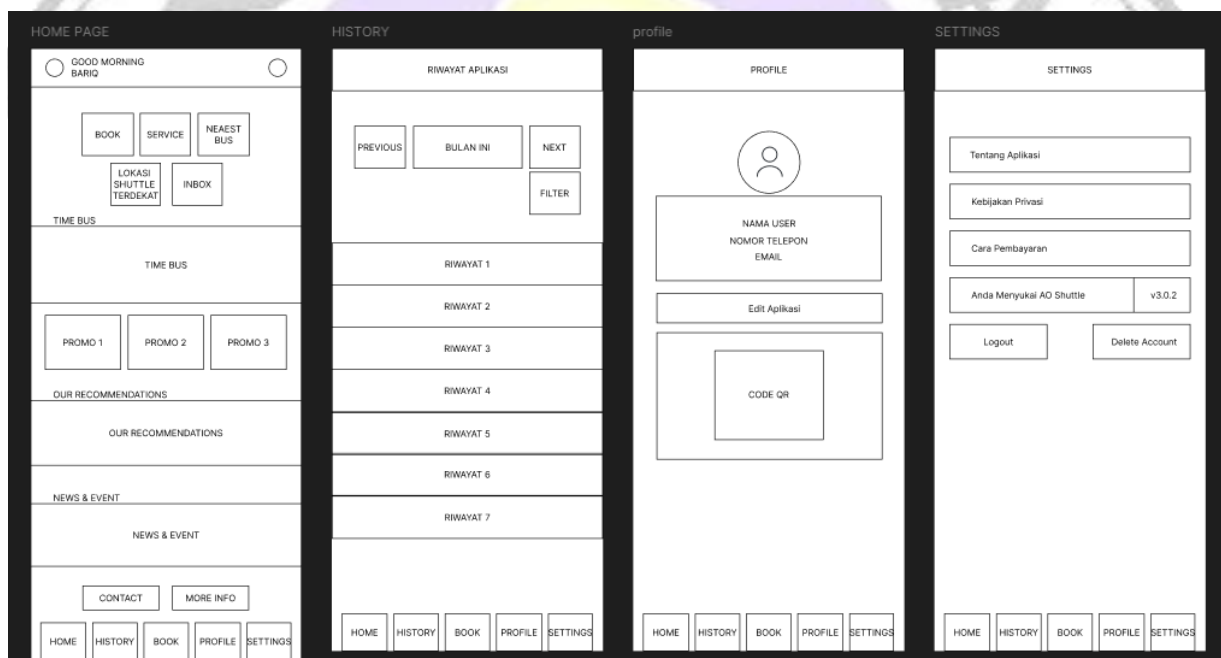 HOME PAGE
GOOD MORNING
BARIQ
BOOK
SERVICE
NEAEST
BUS
LOKASI
SHUTTLE
TERDEKAT
INBOX
TIME BUS
TIME BUS
PROMO 1
PROMO 2
PROMO 3
OUR RECOMMENDATIONS
OUR RECOMMENDATIONS
NEWS & EVENT
NEWS & EVENT
CONTACT
MORE INFO
HOME
HISTORY
BOOK
PROFILE
SETTINGS
HISTORY
RIWAYAT APLIKASI
PREVIOUS
BULAN INI
NEXT
FILTER
RIWAYAT 1
RIWAYAT 2
RIWAYAT 3
RIWAYAT 4
RIWAYAT 5
RIWAYAT 6
RIWAYAT 7
HOME
HISTORY
BOOK
PROFILE
SETTINGS
profile
PROFILE
NAMA USER
NOMOR TELEPON
EMAIL
Edit Aplikasi
CODE QR
HOME
HISTORY
BOOK
PROFILE
SETTINGS
SETTINGS
SETTINGS
Tentang Aplikasi
Kebijakan Privasi
Cara Pembayaran
Anda Menyukai AO Shuttle
v3.0.2
Logout
Delete Account
HOME
HISTORY
BOOK
PROFILE
SETTINGS